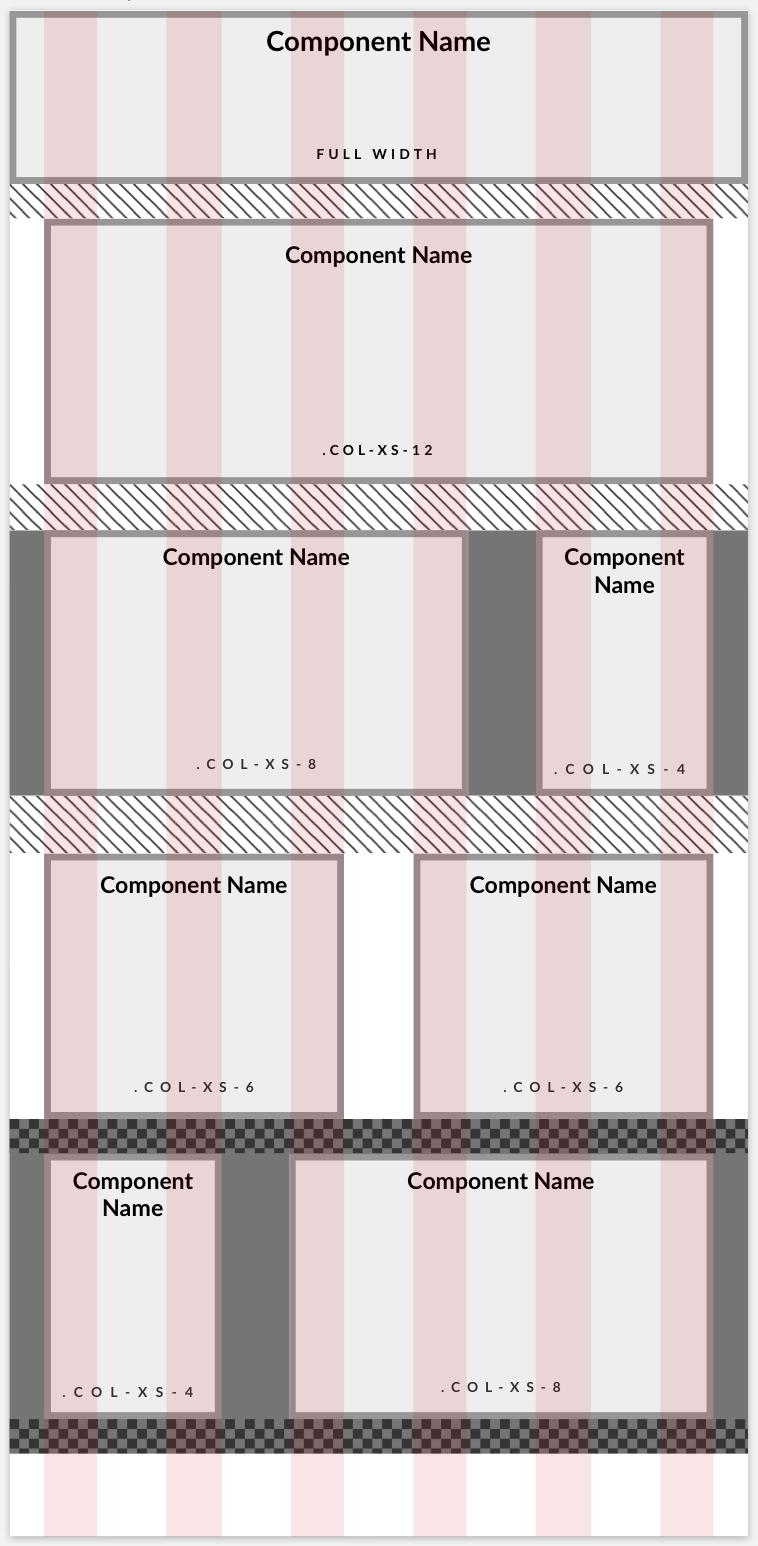 Component Name
FULL WIDTH
Component Name
.COL-XS-12
Component Name
.COL-XS-8
Component
Name
.COL-XS-4
Component Name
.COL-XS-6
Component Name
.COL-XS-6
Component
Name
.COL-XS-4
Component Name
.COL-XS-8